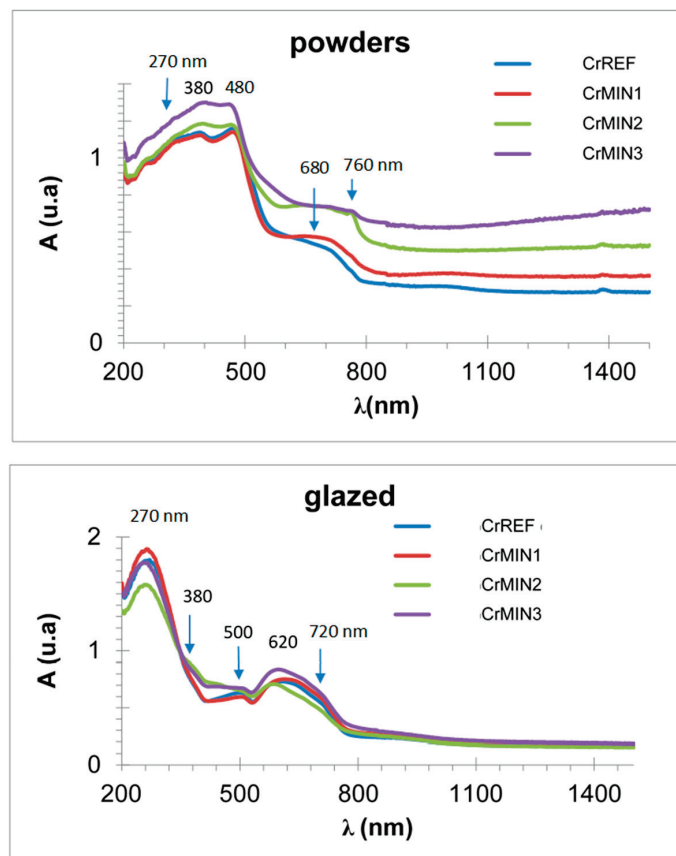 powders
270 nm
380 480
CrREF
CrMIN1
CrMIN2
CrMIN3
760 nm
680
1
0
A (u.a)
200 500 800 1100 1400
λ(nm)
glazed
270 nm
CrREF
CrMIN1
CrMIN2
CrMIN3
380
500
620
720 nm
2
1
0
A (u.a)
200 500 800 1100 1400
λ (nm)